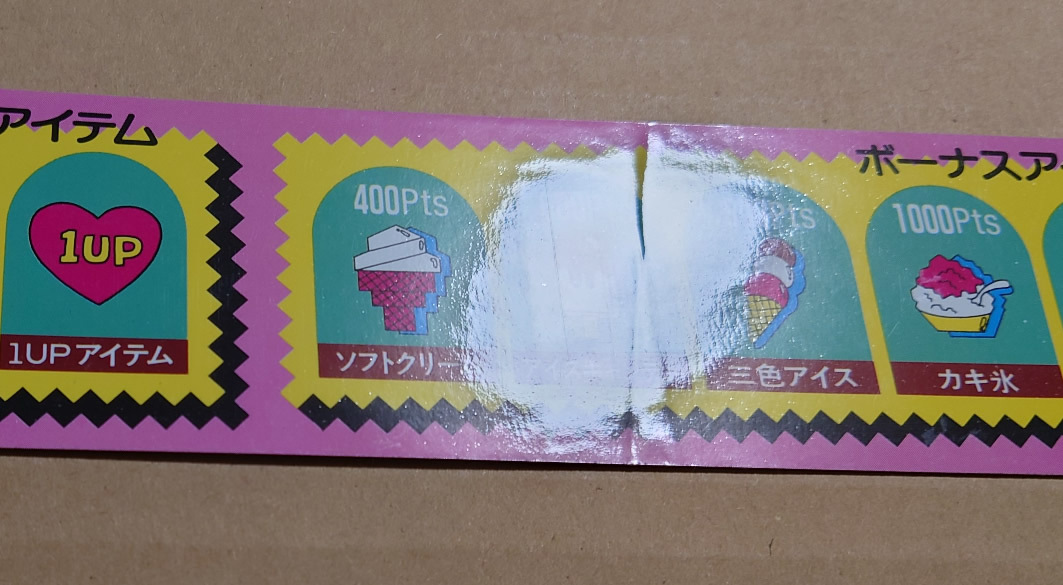 アイテム
1UP
1UPアイテム
400Pts
ソフトクリー
三色アイス
ボーナスア
1000Pts
カキ氷